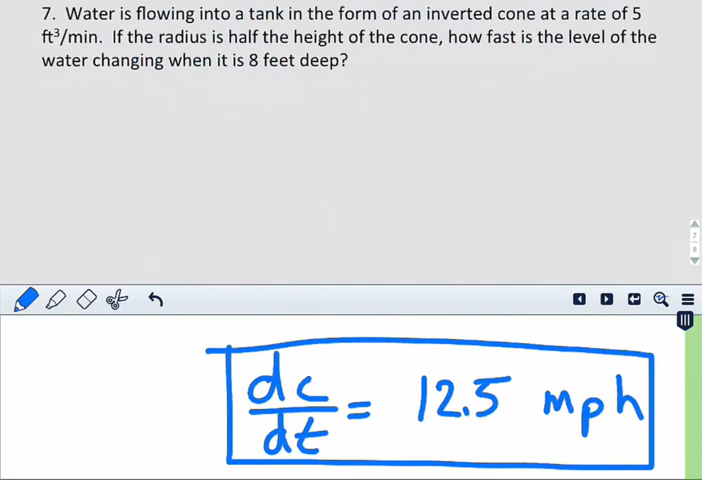 7. Water is flowing into a tank in the form of an inverted cone at a rate of 5
ft³/min. If the radius is half the height of the cone, how fast is the level of the
water changing when it is 8 feet deep?
7
8
dc/dt = 12.5 mph